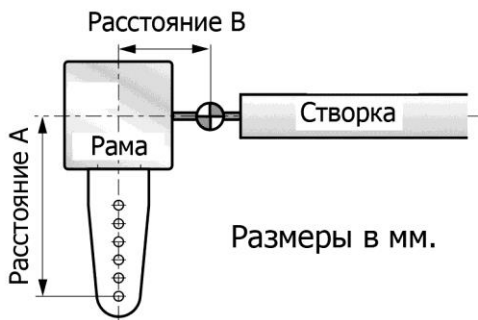 Расстояние В
Створка
Рама
Расстояние А
Размеры в мм.